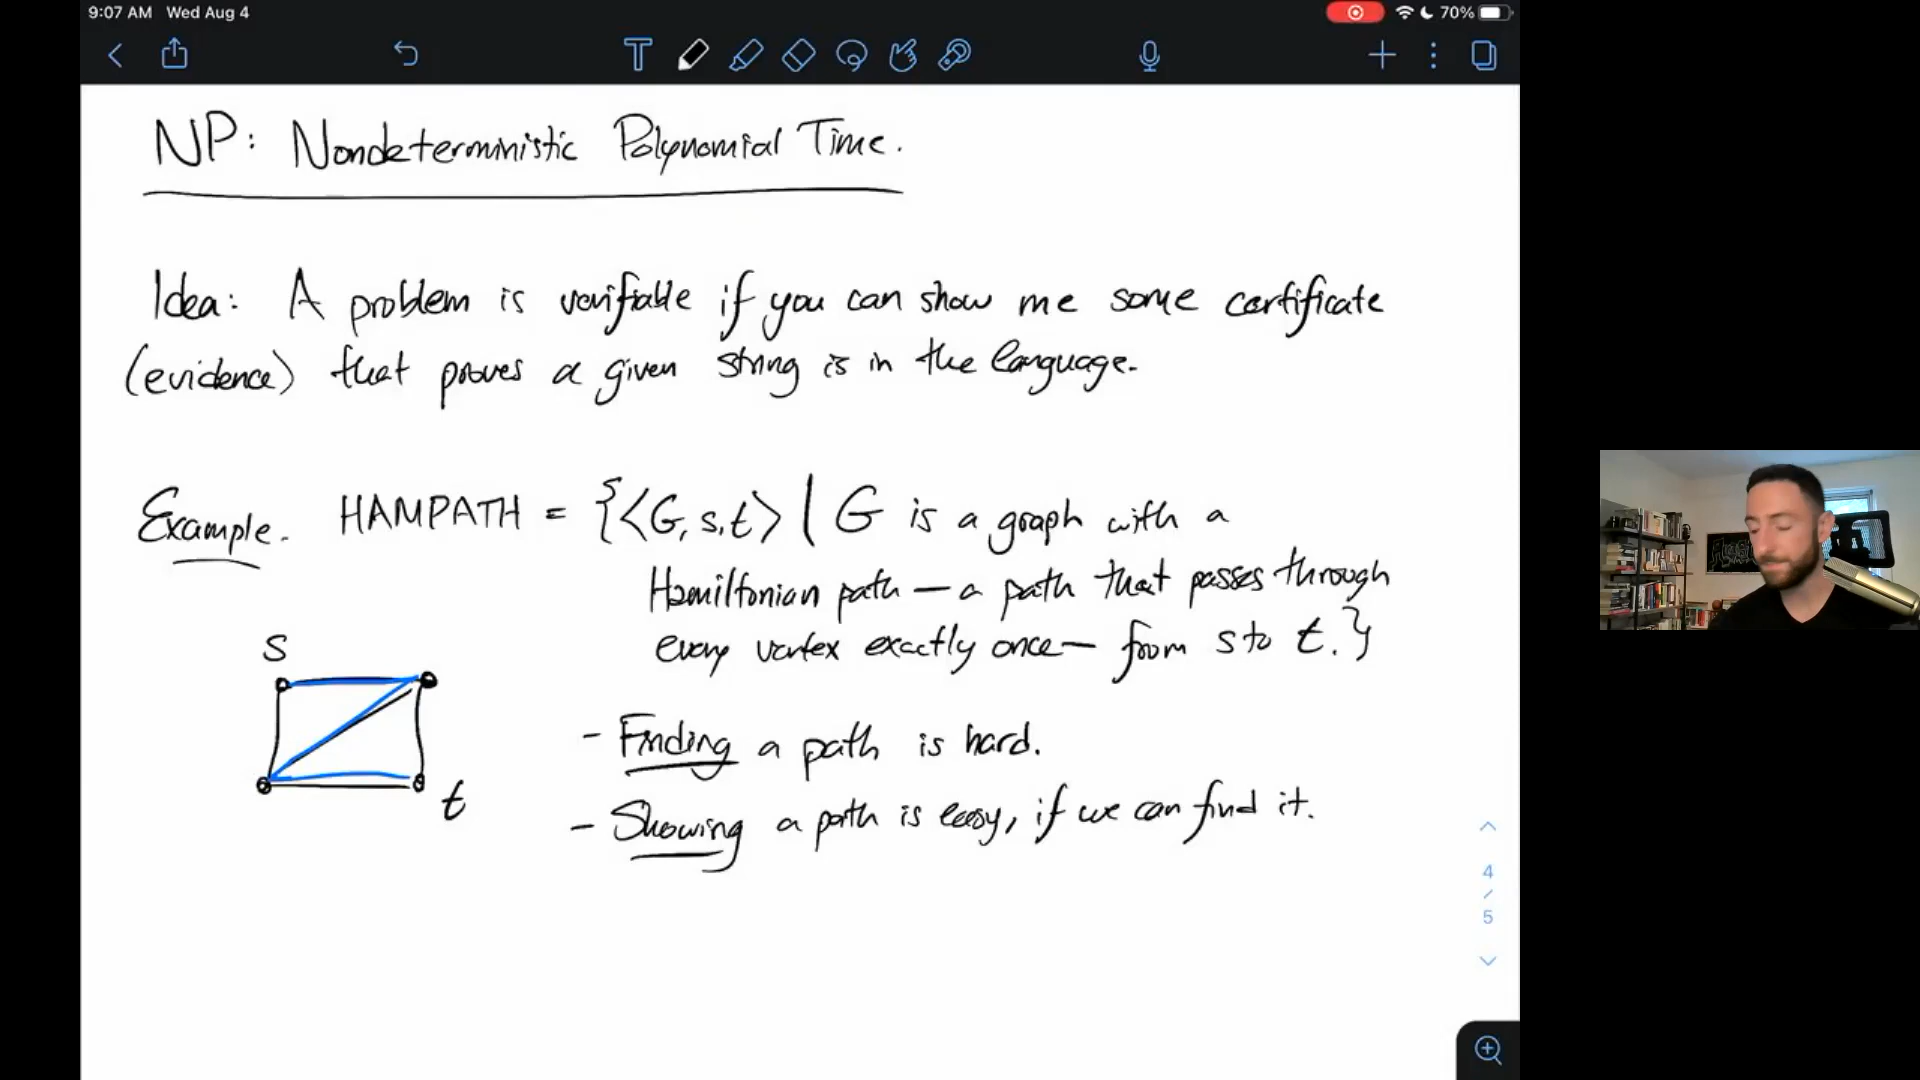 9:07 AM Wed Aug 4
70%
NP: Nondeterministic Polynomial Time.
Idea: A problem is verifiable if you can show me some certificate
(evidence) that proves a given string is in the language.
Example. HAMPATH = {<G, s, t> | G is a graph with a
Hamiltonian path — a path that passes through
every vertex exactly once — from s to t.}
s
t
- Finding a path is hard.
- Showing a path is easy, if we can find it.
4
/
5